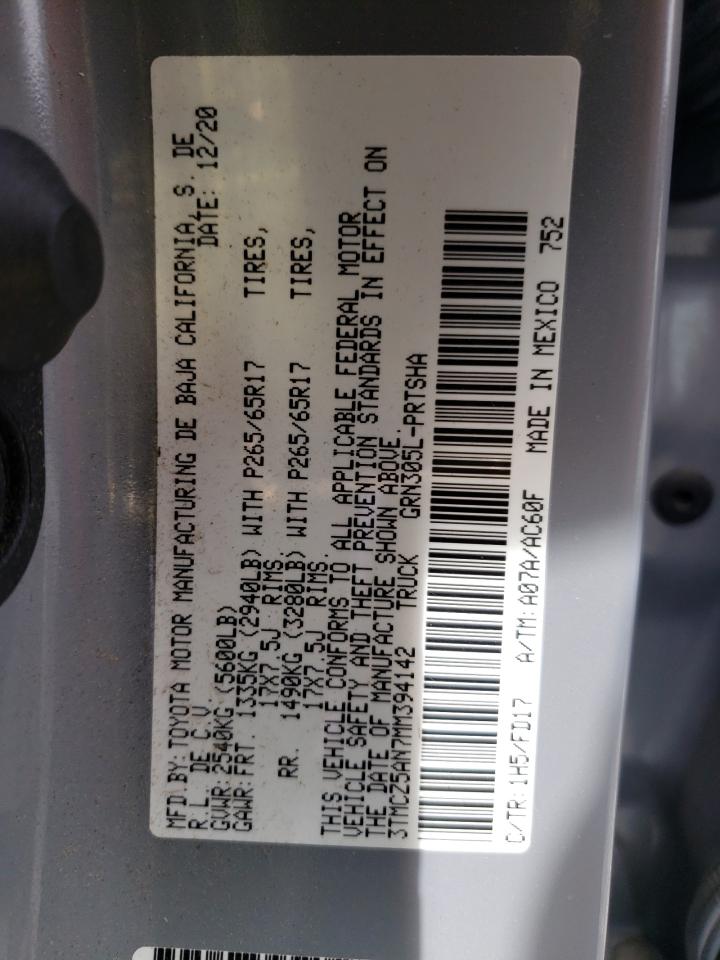 MFD.BY:TOYOTA MOTOR MANUFACTURING DE BAJA CALIFORNIA, S. DE
R.L. DE C.V. DATE: 12/20
GVWR:2540KG (5600LB)
GAWR:FRT. 1335KG (2940LB) WITH P265/65R17 TIRES,
17X7.5J RIMS.
RR. 1490KG (3280LB) WITH P265/65R17 TIRES,
17X7.5J RIMS.
THIS VEHICLE CONFORMS TO ALL APPLICABLE FEDERAL MOTOR
VEHICLE SAFETY AND THEFT PREVENTION STANDARDS IN EFFECT ON
THE DATE OF MANUFACTURE SHOWN ABOVE.
3TMCZ5AN7MM394142 TRUCK GRN305L-PRTSHA
C/TR:1H5/FD17 A/TM:A07A/AC60F MADE IN MEXICO 752